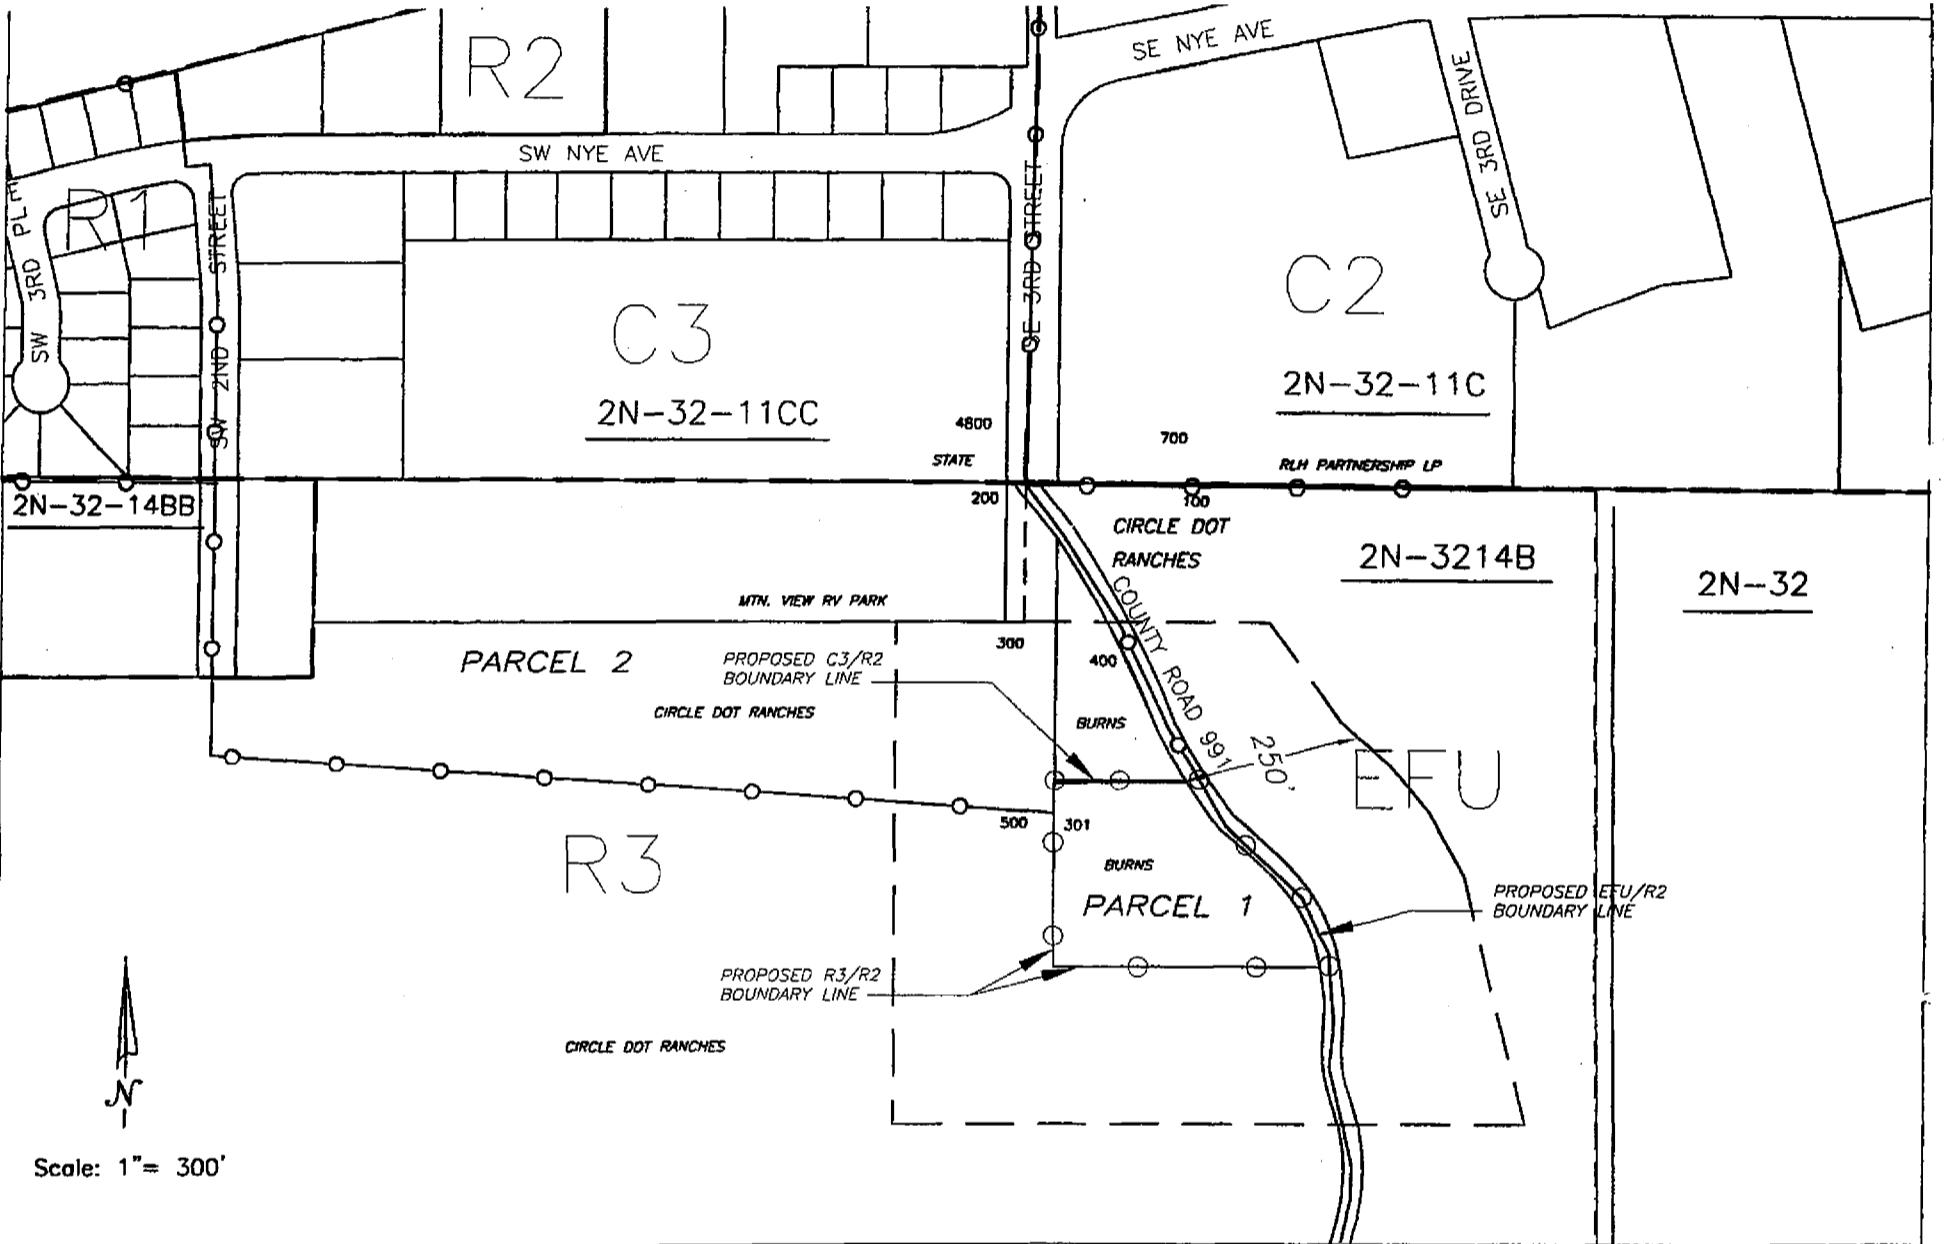 R2
SE NYE AVE
SW NYE AVE
SE 3RD DRIVE
R1
SW 3RD PL
SW 2ND STREET
SE 3RD STREET
C3
C2
2N-32-11CC
2N-32-11C
4800
700
STATE
RLH PARTNERSHIP LP
2N-32-14BB
200
100
CIRCLE DOT
RANCHES
2N-3214B
2N-32
MTN. VIEW RV PARK
COUNTY ROAD 991
300
400
PARCEL 2
PROPOSED C3/R2
BOUNDARY LINE
CIRCLE DOT RANCHES
BURNS
250'
EFU
500
301
R3
BURNS
PARCEL 1
PROPOSED EFU/R2
BOUNDARY LINE
PROPOSED R3/R2
BOUNDARY LINE
CIRCLE DOT RANCHES
N
Scale: 1"= 300'